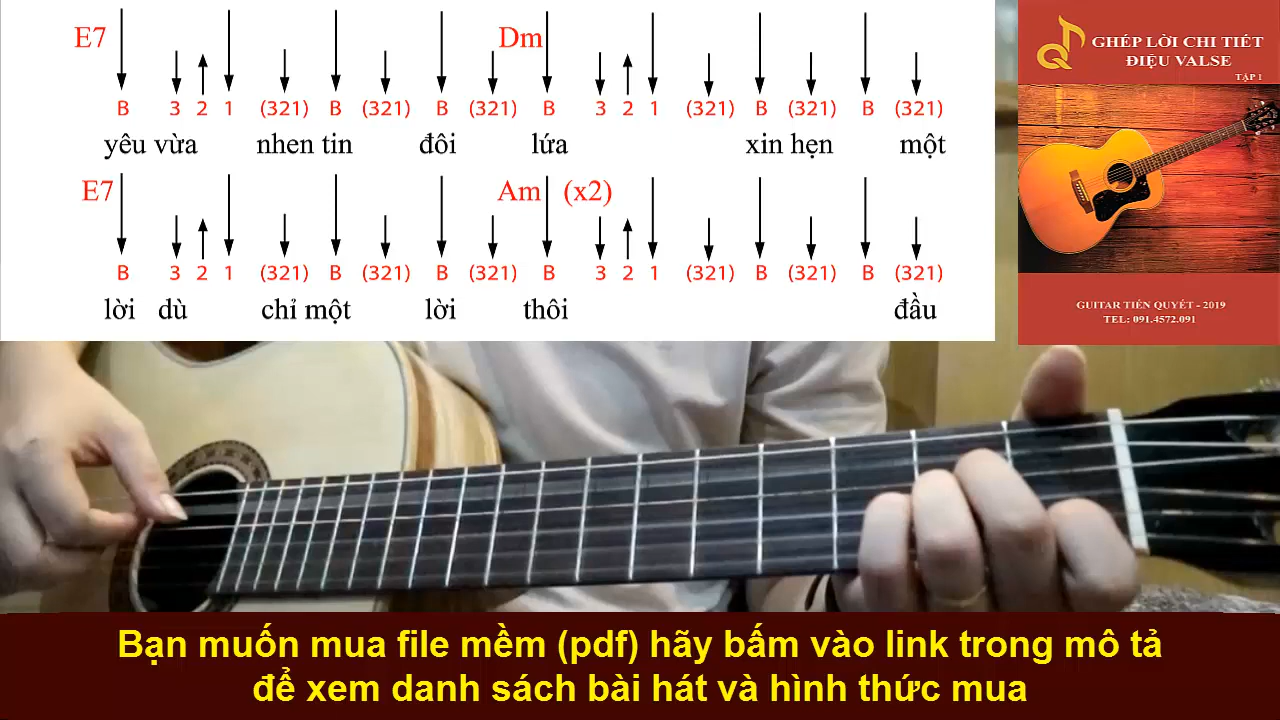 E7 Dm
B 3 2 1 (321) B (321) B (321) B 3 2 1 (321) B (321) B (321)
yêu vừa nhen tin đôi lứa xin hẹn một
E7 Am (x2)
B 3 2 1 (321) B (321) B (321) B 3 2 1 (321) B (321) B (321)
lời dù chỉ một lời thôi đầu
GHÉP LỜI CHI TIẾT
ĐIỆU VALSE
TẬP 1
GUITAR TIẾN QUYẾT - 2019
TEL: 091.4572.091
Bạn muốn mua file mềm (pdf) hãy bấm vào link trong mô tả
để xem danh sách bài hát và hình thức mua